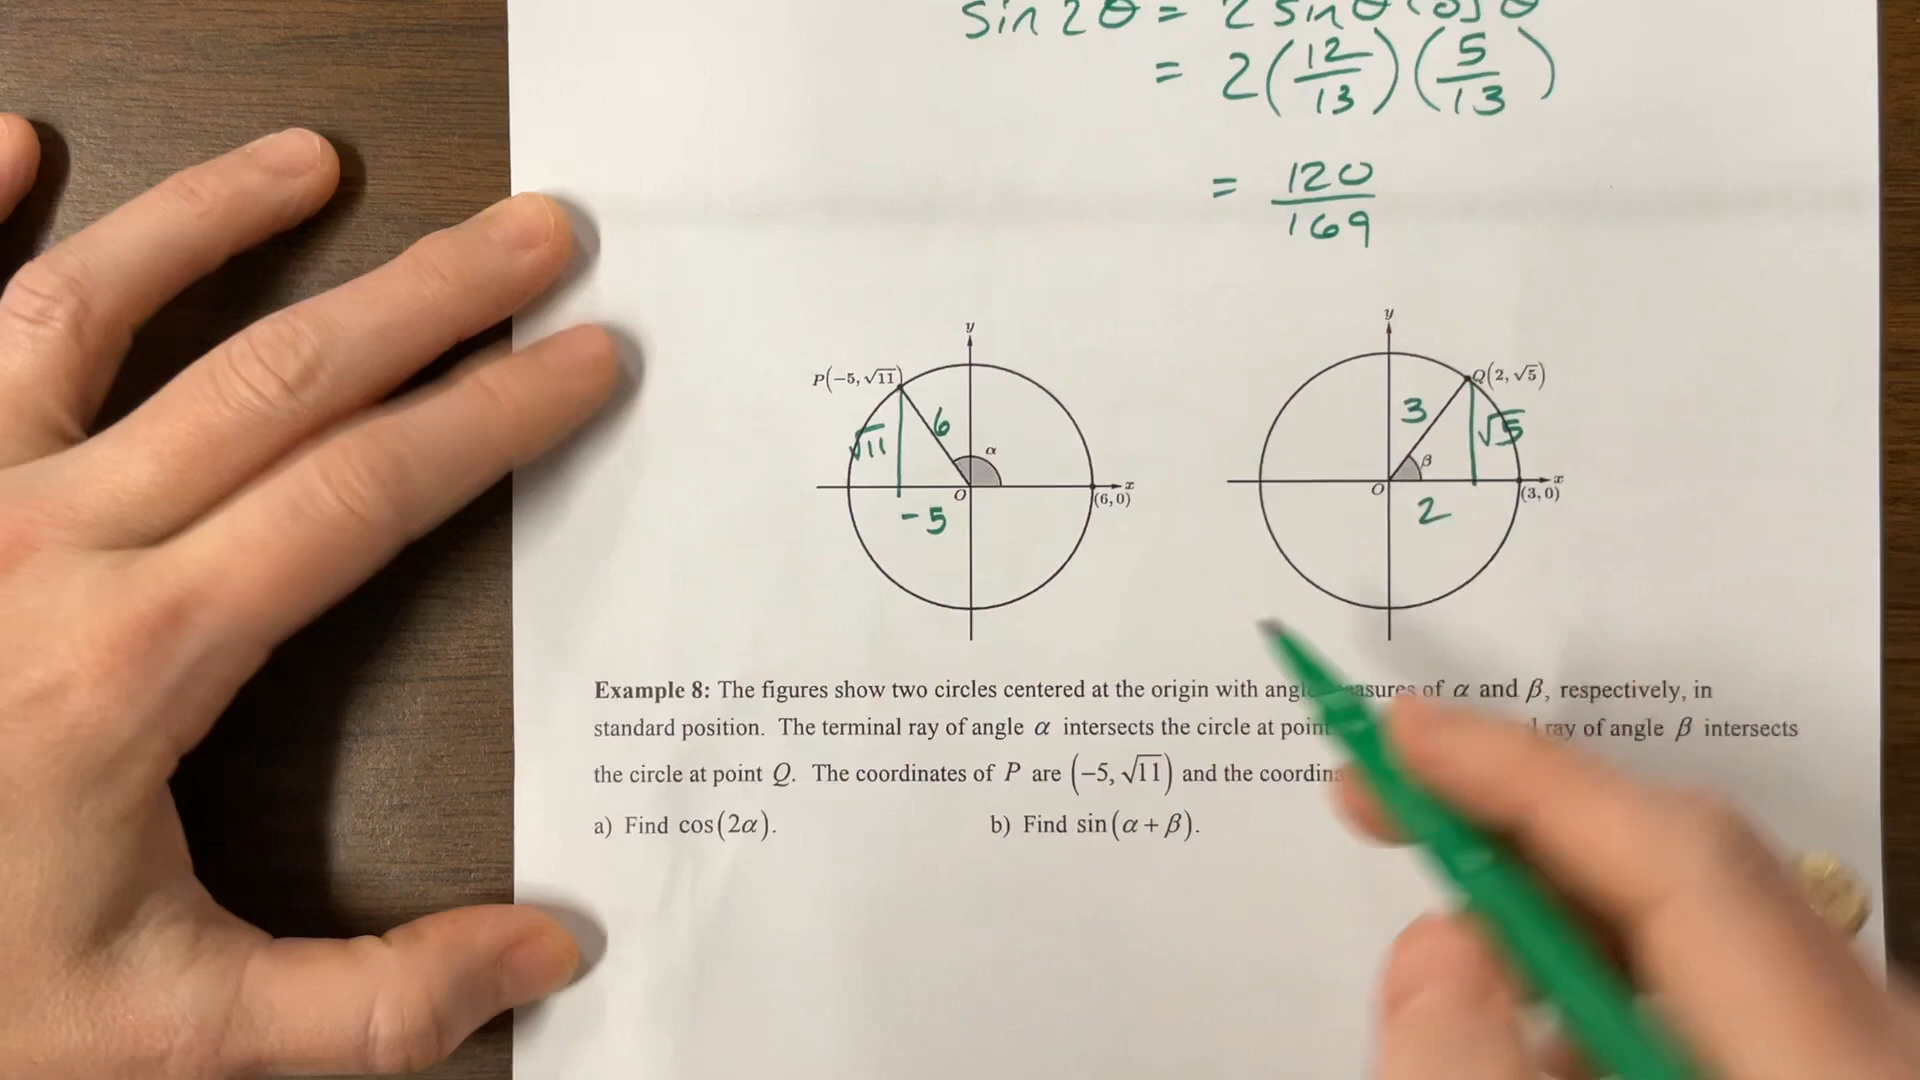 sin 2θ = 2 sin θ cos θ
= 2(12/13)(5/13)
= 120/169
y
P(−5, √11)
√11
6
α
O
x
(6, 0)
−5
y
Q(2, √5)
3
√5
β
O
x
(3, 0)
2
Example 8: The figures show two circles centered at the origin with of α and β, respectively, in
standard position. The terminal ray of angle α intersects the circle at point ray of angle β intersects
the circle at point Q. The coordinates of P are (−5, √11) and the
a) Find cos(2α). b) Find sin(α + β).